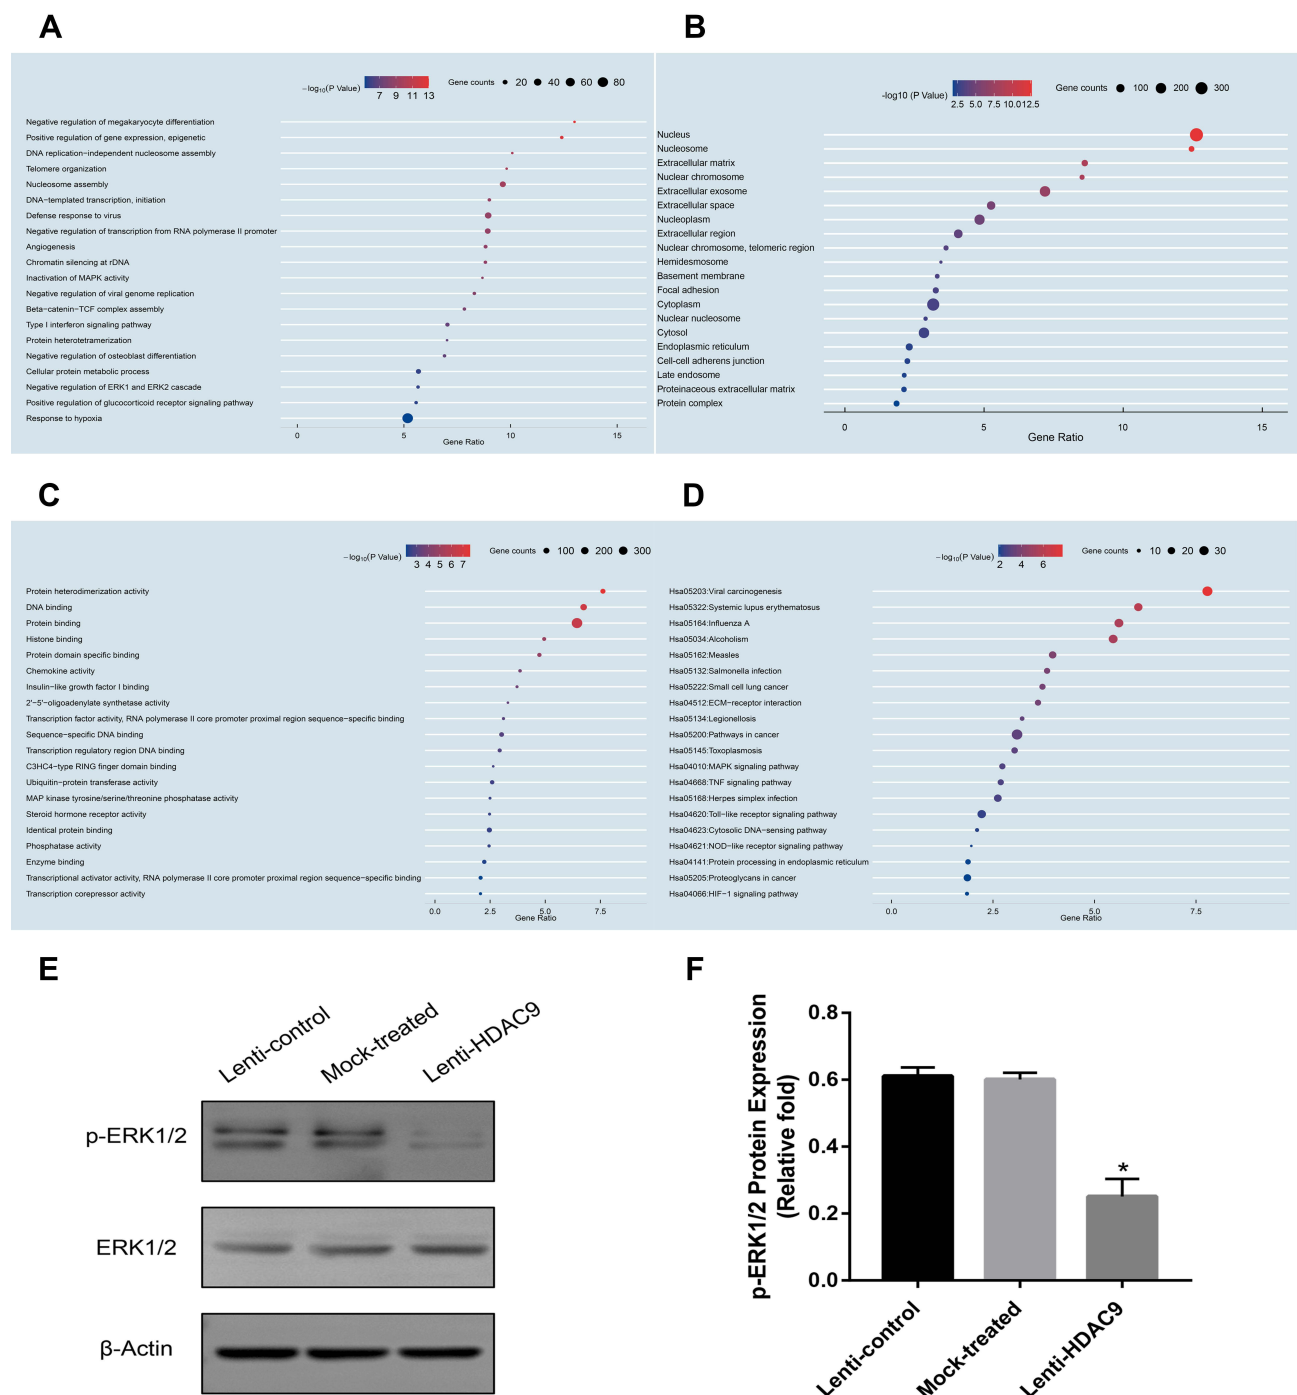 A
−log10(P Value)
7 9 11 13
Gene counts 20 40 60 80
Negative regulation of megakaryocyte differentiation
Positive regulation of gene expression, epigenetic
DNA replication−independent nucleosome assembly
Telomere organization
Nucleosome assembly
DNA−templated transcription, initiation
Defense response to virus
Negative regulation of transcription from RNA polymerase II promoter
Angiogenesis
Chromatin silencing at rDNA
Inactivation of MAPK activity
Negative regulation of viral genome replication
Beta−catenin−TCF complex assembly
Type I interferon signaling pathway
Protein heterotetramerization
Negative regulation of osteoblast differentiation
Cellular protein metabolic process
Negative regulation of ERK1 and ERK2 cascade
Positive regulation of glucocorticoid receptor signaling pathway
Response to hypoxia
0 5 10 15
Gene Ratio
B
-log10 (P Value)
2.5 5.0 7.5 10.0 12.5
Gene counts 100 200 300
Nucleus
Nucleosome
Extracellular matrix
Nuclear chromosome
Extracellular exosome
Extracellular space
Nucleoplasm
Extracellular region
Nuclear chromosome, telomeric region
Hemidesmosome
Basement membrane
Focal adhesion
Cytoplasm
Nuclear nucleosome
Cytosol
Endoplasmic reticulum
Cell-cell adherens junction
Late endosome
Proteinaceous extracellular matrix
Protein complex
0 5 10 15
Gene Ratio
C
−log10(P Value)
3 4 5 6 7
Gene counts 100 200 300
Protein heterodimerization activity
DNA binding
Protein binding
Histone binding
Protein domain specific binding
Chemokine activity
Insulin−like growth factor I binding
2'−5'−oligoadenylate synthetase activity
Transcription factor activity, RNA polymerase II core promoter proximal region sequence−specific binding
Sequence−specific DNA binding
Transcription regulatory region DNA binding
C3HC4−type RING finger domain binding
Ubiquitin−protein transferase activity
MAP kinase tyrosine/serine/threonine phosphatase activity
Steroid hormone receptor activity
Identical protein binding
Phosphatase activity
Enzyme binding
Transcriptional activator activity, RNA polymerase II core promoter proximal region sequence−specific binding
Transcription corepressor activity
0.0 2.5 5.0 7.5
Gene Ratio
D
−log10(P Value)
2 4 6
Gene counts 10 20 30
Hsa05203:Viral carcinogenesis
Hsa05322:Systemic lupus erythematosus
Hsa05164:Influenza A
Hsa05034:Alcoholism
Hsa05162:Measles
Hsa05132:Salmonella infection
Hsa05222:Small cell lung cancer
Hsa04512:ECM−receptor interaction
Hsa05134:Legionellosis
Hsa05200:Pathways in cancer
Hsa05145:Toxoplasmosis
Hsa04010:MAPK signaling pathway
Hsa04668:TNF signaling pathway
Hsa05168:Herpes simplex infection
Hsa04620:Toll−like receptor signaling pathway
Hsa04623:Cytosolic DNA−sensing pathway
Hsa04621:NOD−like receptor signaling pathway
Hsa04141:Protein processing in endoplasmic reticulum
Hsa05205:Proteoglycans in cancer
Hsa04066:HIF−1 signaling pathway
0.0 2.5 5.0 7.5
Gene Ratio
E
Lenti-control
Mock-treated
Lenti-HDAC9
p-ERK1/2
ERK1/2
β-Actin
F
p-ERK1/2 Protein Expression
(Relative fold)
0.8
0.6
0.4
0.2
0.0
*
Lenti-control
Mock-treated
Lenti-HDAC9